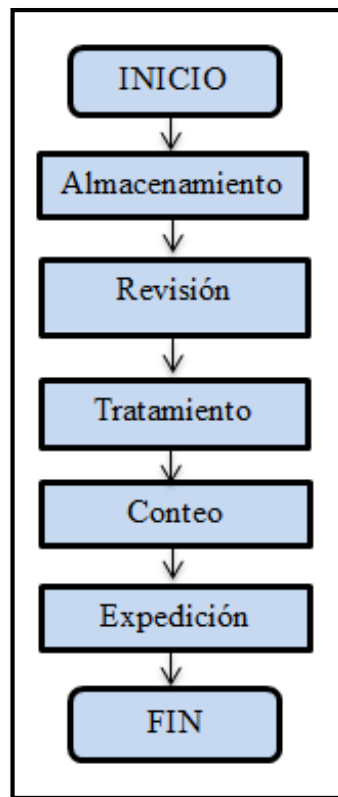 INICIO
Almacenamiento
Revisión
Tratamiento
Conteo
Expedición
FIN